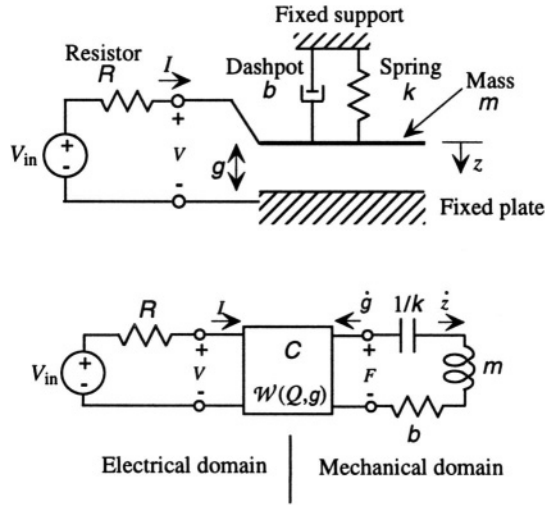 Fixed support
Resistor
R
I
Dashpot
b
Spring
k
Mass
m
V_in
+
-
+
V
-
g
z
Fixed plate
R
I
ġ
1/k
ż
V_in
+
-
+
V
-
C
W(Q,g)
+
F
-
m
b
Electrical domain
Mechanical domain